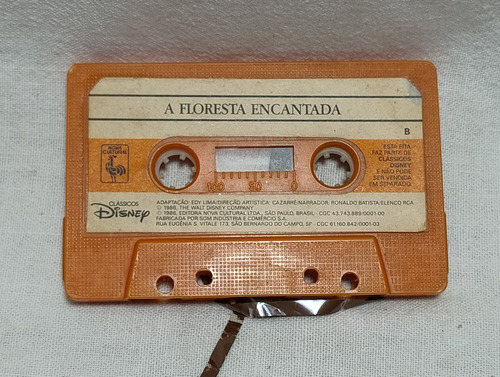 A FLORESTA ENCANTADA
B
NOVA
CULTURAL
ESTA FITA
FAZ PARTE DE
CLÁSSICOS
DISNEY
E NÃO PODE
SER VENDIDA
EM SEPARADO
100 50 0
CLÁSSICOS
Disney
ADAPTAÇÃO: EDY LIMA/DIREÇÃO ARTÍSTICA: CAZARRÉ/NARRADOR: RONALDO BATISTA/ELENCO RCA
© 1986, THE WALT DISNEY COMPANY
© 1986, EDITORA NOVA CULTURAL LTDA., SÃO PAULO, BRASIL - CGC 43.743.889/0001-00
FABRICADA POR SOM INDÚSTRIA E COMÉRCIO S.A.
RUA EUGÊNIA S. VITALE 173, SÃO BERNARDO DO CAMPO, SP - CGC 61.160.842/0001-03